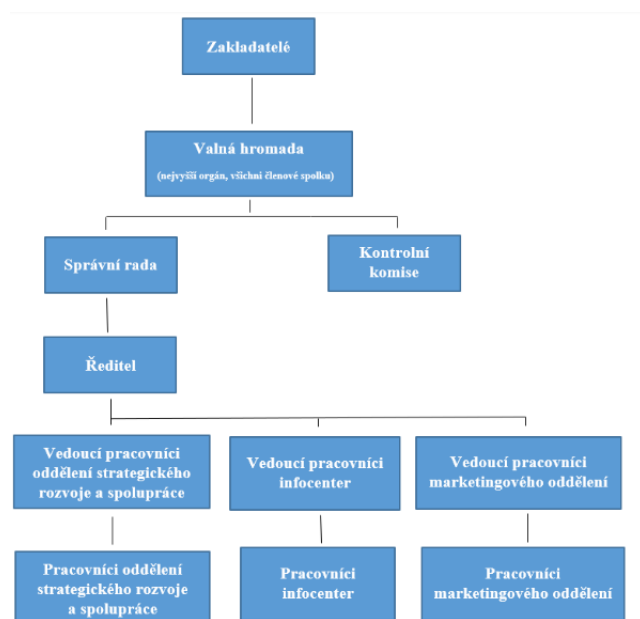 Zakladatelé
Valná hromada
(nejvyšší orgán, všichni členové spolku)
Správní rada
Kontrolní
komise
Ředitel
Vedoucí pracovníci
oddělení strategického
rozvoje a spolupráce
Vedoucí pracovníci
infocenter
Vedoucí pracovníci
marketingového oddělení
Pracovníci oddělení
strategického rozvoje
a spolupráce
Pracovníci
infocenter
Pracovníci
marketingového oddělení